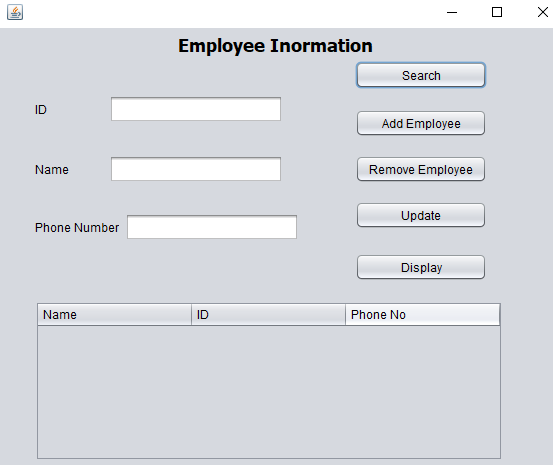 Employee Inormation
Search
ID
Add Employee
Name
Remove Employee
Update
Phone Number
Display
Name ID Phone No